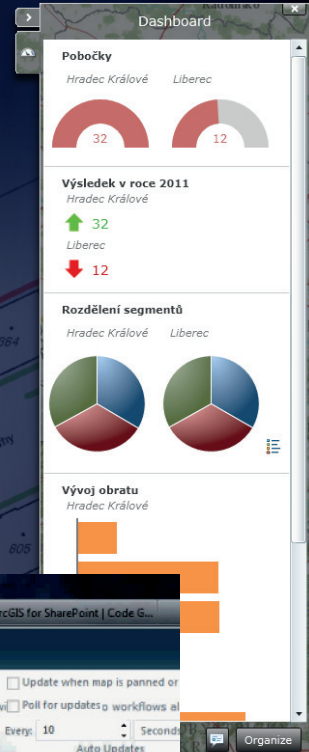 Dashboard
Pobočky
Hradec Králové Liberec
32 12
Výsledek v roce 2011
Hradec Králové
32
Liberec
12
Rozdělení segmentů
Hradec Králové Liberec
Vývoj obratu
Hradec Králové
805
rcGIS for SharePoint | Code G...
Update when map is panned or
Poll for updates o workflows al
Every: 10 Seconds
Auto Updates
Organize